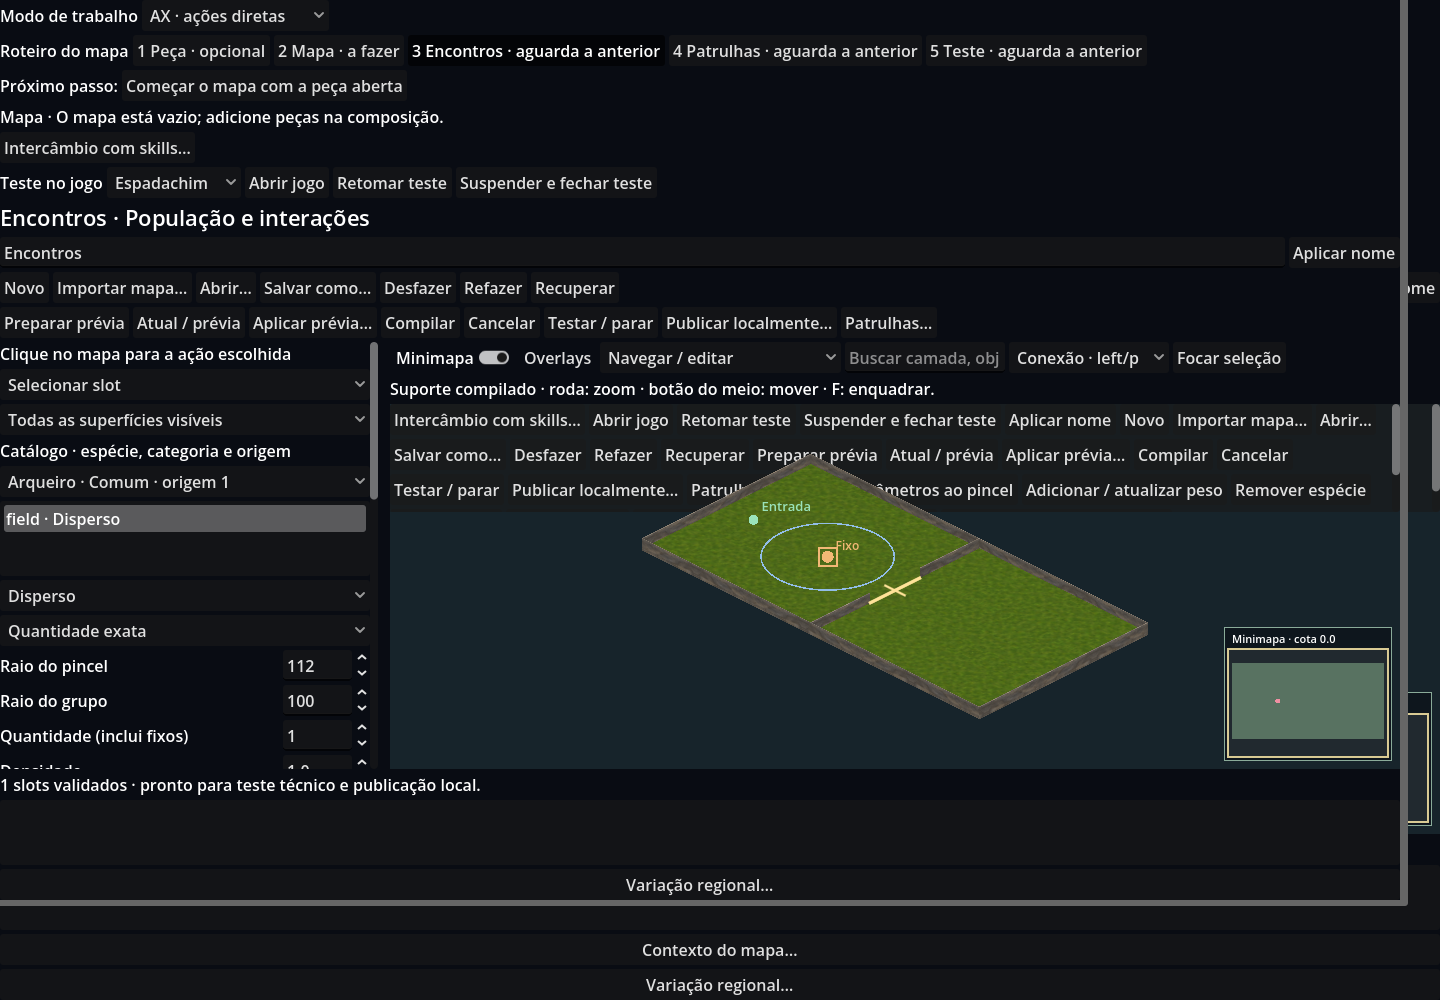 Modo de trabalho AX · ações diretas
Roteiro do mapa 1 Peça · opcional 2 Mapa · a fazer 3 Encontros · aguarda a anterior 4 Patrulhas · aguarda a anterior 5 Teste · aguarda a anterior
Próximo passo: Começar o mapa com a peça aberta
Mapa · O mapa está vazio; adicione peças na composição.
Intercâmbio com skills...
Teste no jogo Espadachim Abrir jogo Retomar teste Suspender e fechar teste
Encontros · População e interações
Encontros Aplicar nome
Novo Importar mapa... Abrir... Salvar como... Desfazer Refazer Recuperar
Preparar prévia Atual / prévia Aplicar prévia... Compilar Cancelar Testar / parar Publicar localmente... Patrulhas...
Clique no mapa para a ação escolhida
Selecionar slot
Todas as superfícies visíveis
Catálogo · espécie, categoria e origem
Arqueiro · Comum · origem 1
field · Disperso
Disperso
Quantidade exata
Raio do pincel 112
Raio do grupo 100
Quantidade (inclui fixos) 1
Minimapa Overlays Navegar / editar Buscar camada, obj Conexão · left/p Focar seleção
Suporte compilado · roda: zoom · botão do meio: mover · F: enquadrar.
Intercâmbio com skills... Abrir jogo Retomar teste Suspender e fechar teste Aplicar nome Novo Importar mapa... Abrir...
Salvar como... Desfazer Refazer Recuperar Preparar prévia Atual / prévia Aplicar prévia... Compilar Cancelar
Testar / parar Publicar localmente... ao pincel Adicionar / atualizar peso Remover espécie
Entrada
Fixo
Minimapa · cota 0.0
1 slots validados · pronto para teste técnico e publicação local.
Variação regional...
Contexto do mapa...
Variação regional...